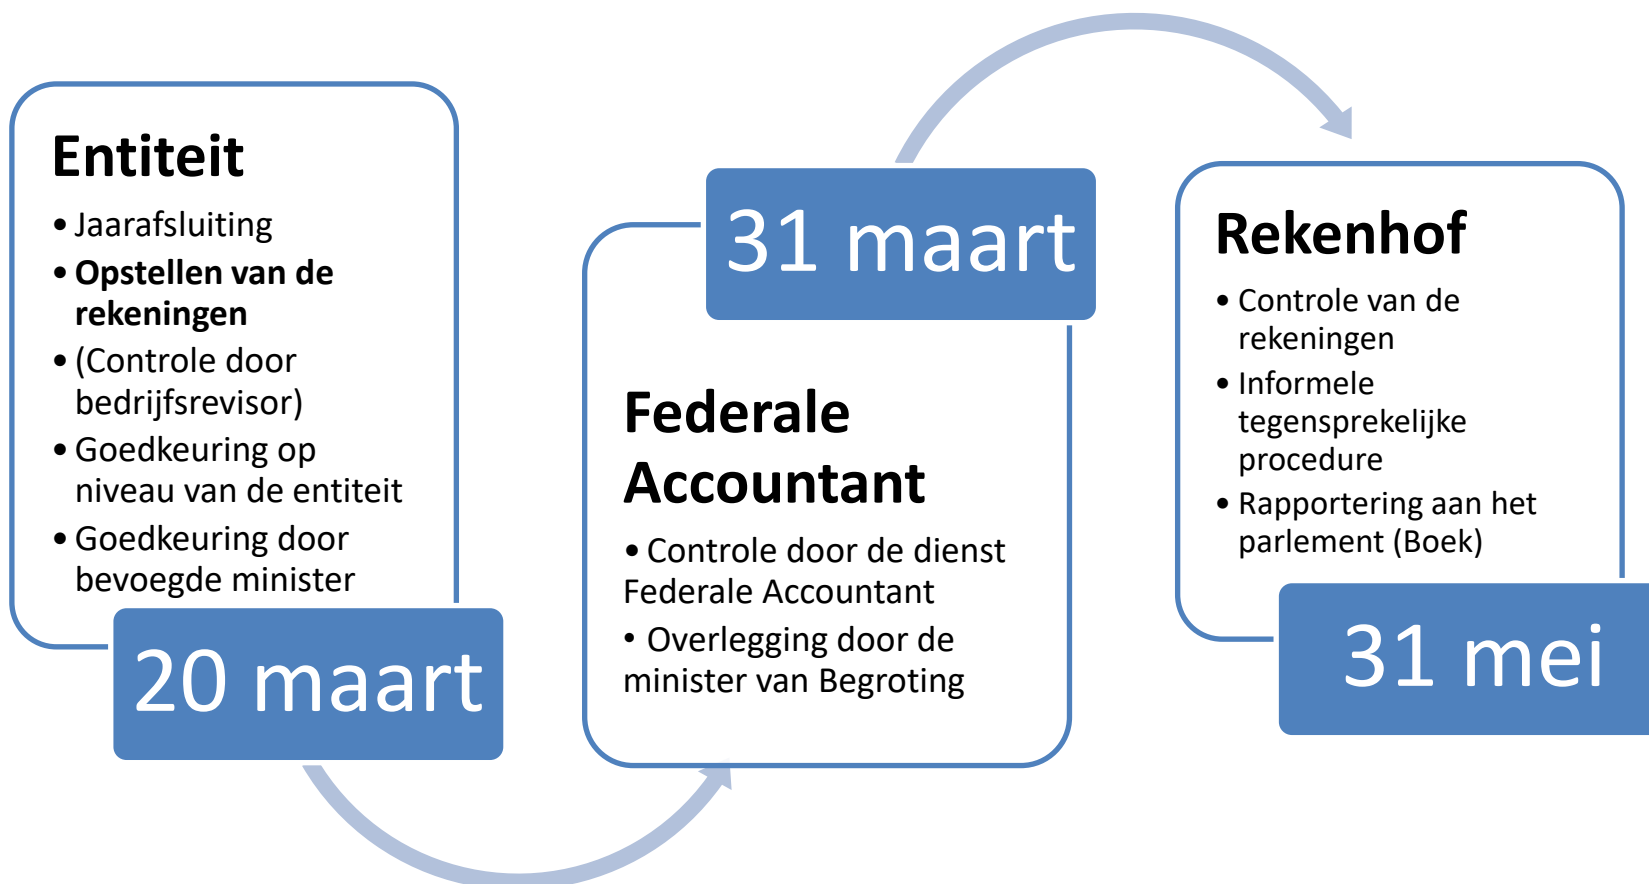 Entiteit
• Jaarafsluiting
• Opstellen van de
rekeningen
• (Controle door
bedrijfsrevisor)
• Goedkeuring op
niveau van de entiteit
• Goedkeuring door
bevoegde minister
20 maart
31 maart
Federale
Accountant
• Controle door de dienst
Federale Accountant
• Overlegging door de
minister van Begroting
Rekenhof
• Controle van de
rekeningen
• Informele
tegensprekelijke
procedure
• Rapportering aan het
parlement (Boek)
31 mei